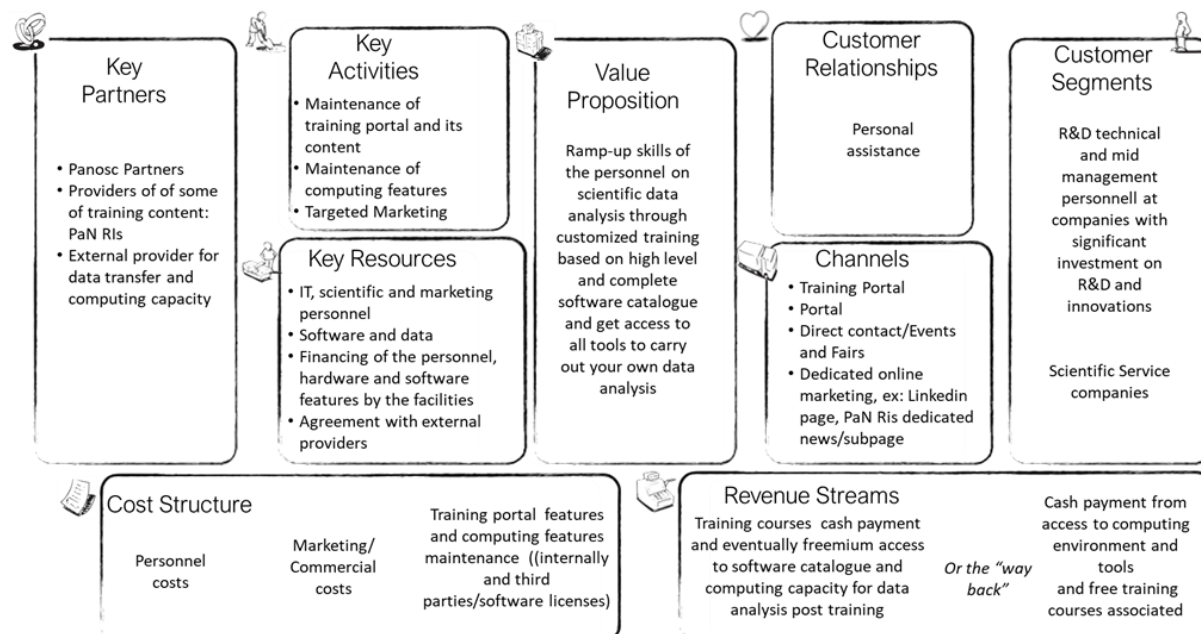 Key
Partners
• Panosc Partners
• Providers of of some
of training content:
PaN RIs
• External provider for
data transfer and
computing capacity
Key
Activities
• Maintenance of
training portal and its
content
• Maintenance of
computing features
• Targeted Marketing
Key Resources
• IT, scientific and marketing
personnel
• Software and data
• Financing of the personnel,
hardware and software
features by the facilities
• Agreement with external
providers
Value
Proposition
Ramp-up skills of
the personnel on
scientific data
analysis through
customized training
based on high level
and complete
software catalogue
and get access to
all tools to carry
out your own data
analysis
Customer
Relationships
Personal
assistance
Channels
• Training Portal
• Portal
• Direct contact/Events
and Fairs
• Dedicated online
marketing, ex: Linkedin
page, PaN Ris dedicated
news/subpage
Customer
Segments
R&D technical
and mid
management
personnell at
companies with
significant
investment on
R&D and
innovations
Scientific Service
companies
Cost Structure
Personnel
costs
Marketing/
Commercial
costs
Training portal features
and computing features
maintenance ((internally
and third
parties/software licenses)
Revenue Streams
Training courses cash payment
and eventually freemium access
to software catalogue and
computing capacity for data
analysis post training
Or the “way
back”
Cash payment from
access to computing
environment and
tools
and free training
courses associated